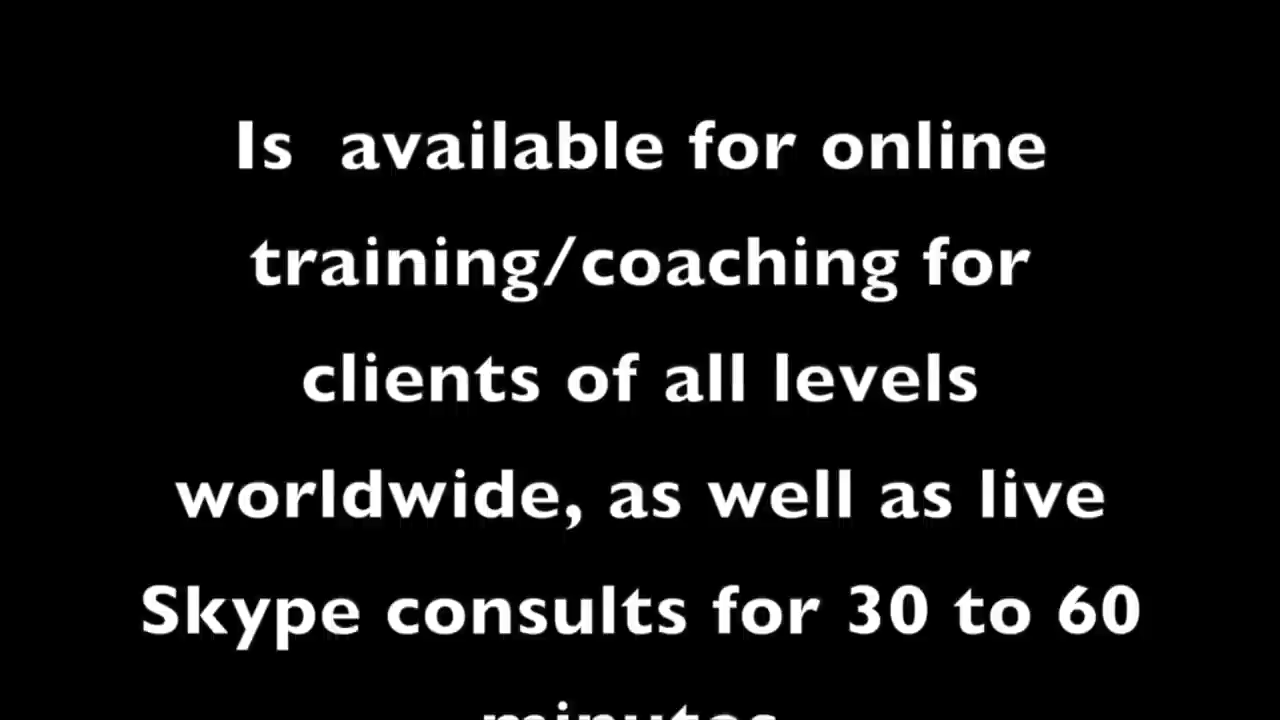 Is  available for online
training/coaching for
clients of all levels
worldwide, as well as live
Skype consults for 30 to 60
minutes